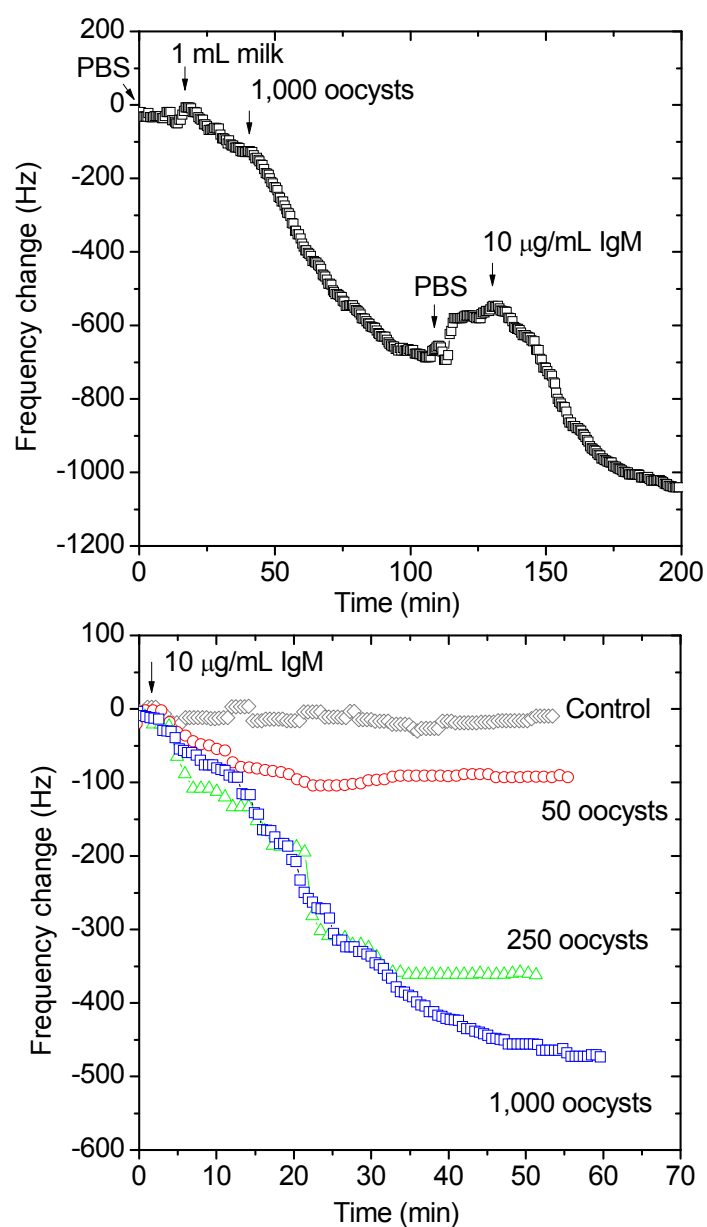 200
0
-200
-400
-600
-800
-1000
-1200
0
50
100
150
200
Frequency change (Hz)
Time (min)
PBS
1 mL milk
1,000 oocysts
PBS
10 μg/mL IgM
100
0
-100
-200
-300
-400
-500
-600
0
10
20
30
40
50
60
70
Frequency change (Hz)
Time (min)
10 μg/mL IgM
Control
50 oocysts
250 oocysts
1,000 oocysts